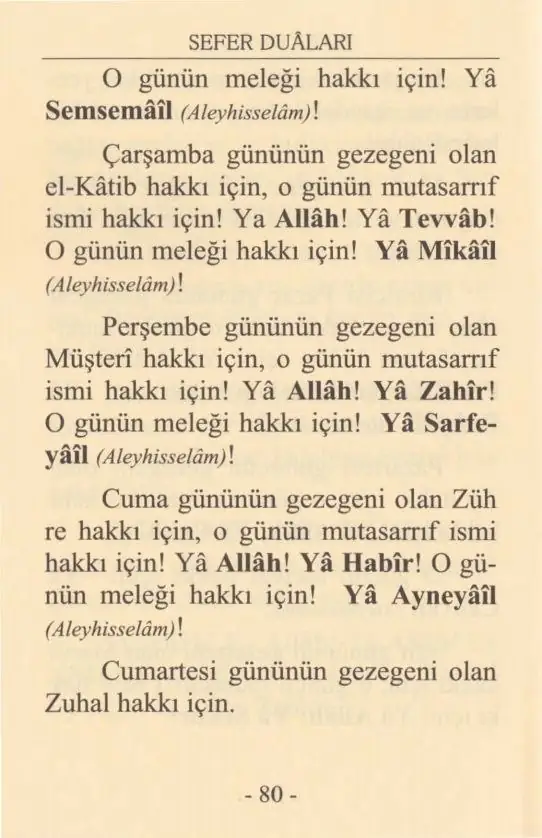 SEFER DUÂLARI
O günün meleği hakkı için! Yâ
Semsemâîl (Aleyhisselâm)!
Çarşamba gününün gezegeni olan
el-Kâtib hakkı için, o günün mutasarrıf
ismi hakkı için! Ya Allâh! Yâ Tevvâb!
O günün meleği hakkı için! Yâ Mîkâîl
(Aleyhisselâm)!
Perşembe gününün gezegeni olan
Müşterî hakkı için, o günün mutasarrıf
ismi hakkı için! Yâ Allâh! Yâ Zahîr!
O günün meleği hakkı için! Yâ Sarfe-
yâîl (Aleyhisselâm)!
Cuma gününün gezegeni olan Züh
re hakkı için, o günün mutasarrıf ismi
hakkı için! Yâ Allâh! Yâ Habîr! O gü-
nün meleği hakkı için! Yâ Ayneyâîl
(Aleyhisselâm)!
Cumartesi gününün gezegeni olan
Zuhal hakkı için.
- 80 -